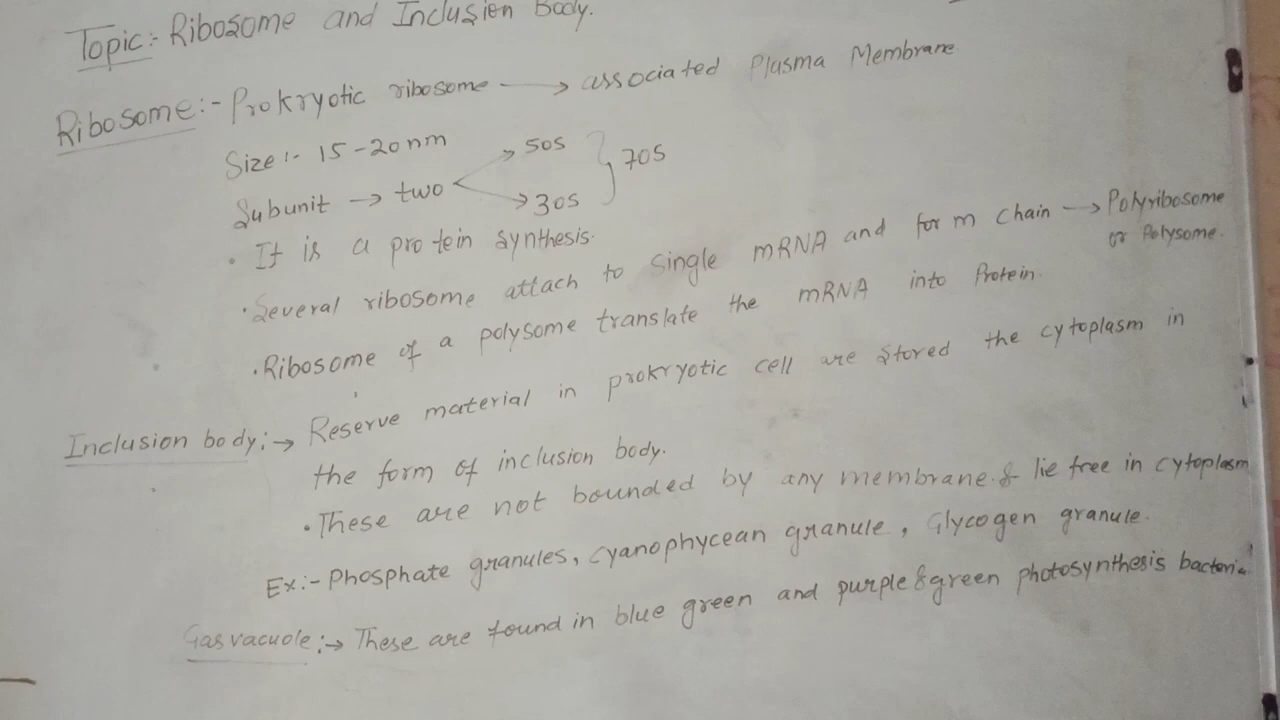 Topic:- Ribosome and Inclusion Body.
Ribosome:- Prokryotic ribosome → associated Plasma Membrane
Size:- 15-20nm
Subunit → two → 50S → 30S } 70S
• It is a protein synthesis.
• Several ribosome attach to single mRNA and form chain → Polyribosome or Polysome.
• Ribosome of a polysome translate the mRNA into Protein.
Inclusion body:→ Reserve material in prokryotic cell are stored the cytoplasm in
the form of inclusion body.
• These are not bounded by any membrane & lie free in cytoplasm
Ex:- Phosphate granules, cyanophycean granule, Glycogen granule.
Gas vacuole:→ These are found in blue green and purple & green photosynthesis bacteria